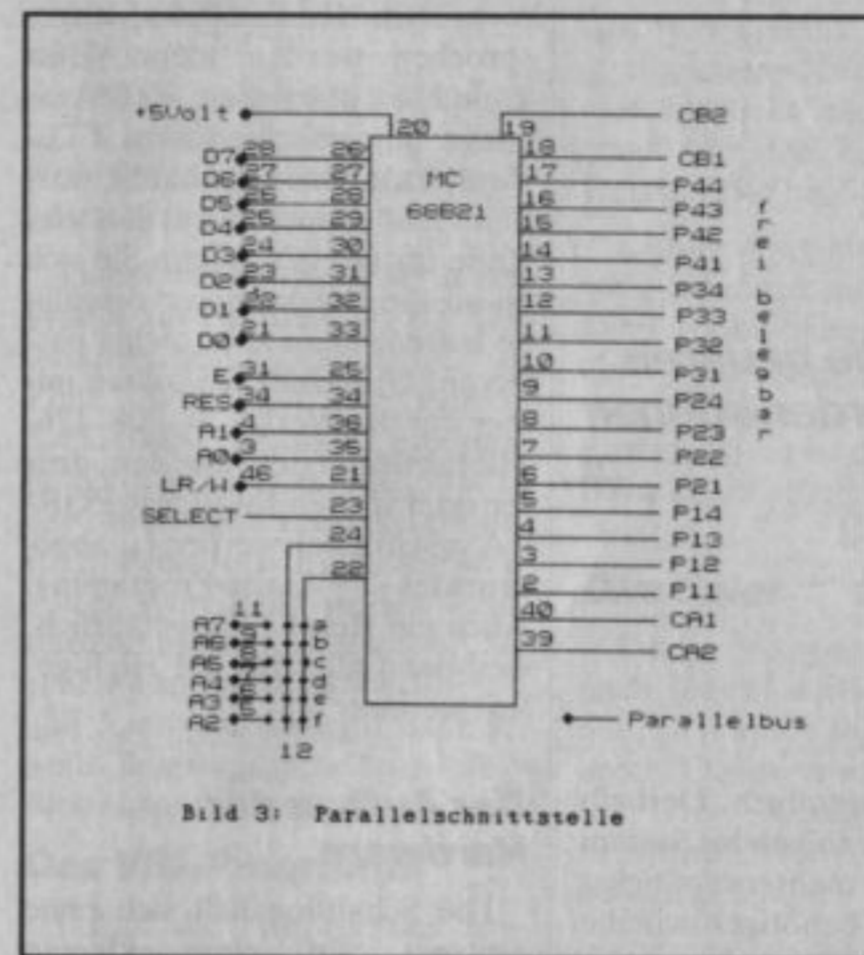 +5Volt 20 19 CB2
D7 28 26 18 CB1
D6 27 27 MC 17 P44
D5 26 28 68B21 16 P43
D4 25 29 15 P42
D3 24 30 14 P41
D2 23 31 13 P34
D1 22 32 12 P33
D0 21 33 11 P32
E 31 25 10 P31
RES 34 34 9 P24
A1 4 36 8 P23
A0 3 35 7 P22
LR/W 46 21 6 P21
SELECT 23 5 P14
24 4 P13
22 3 P12
2 P11
A7 11 a 40 CA1
A6 b 39 CA2
A5 c
A4 d
A3 e
A2 f
12
frei belegbar
Parallelbus
Bild 3: Parallelschnittstelle